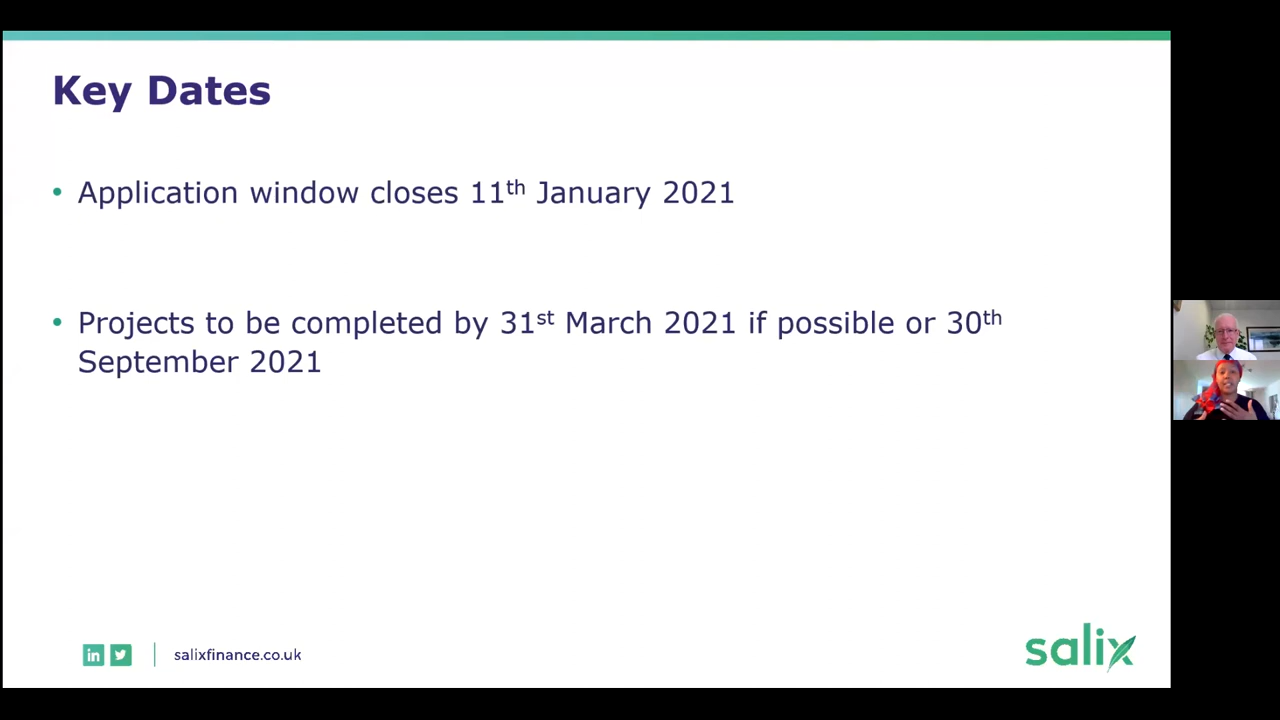 Key Dates
• Application window closes 11th January 2021
• Projects to be completed by 31st March 2021 if possible or 30th
September 2021
in
salixfinance.co.uk
salix